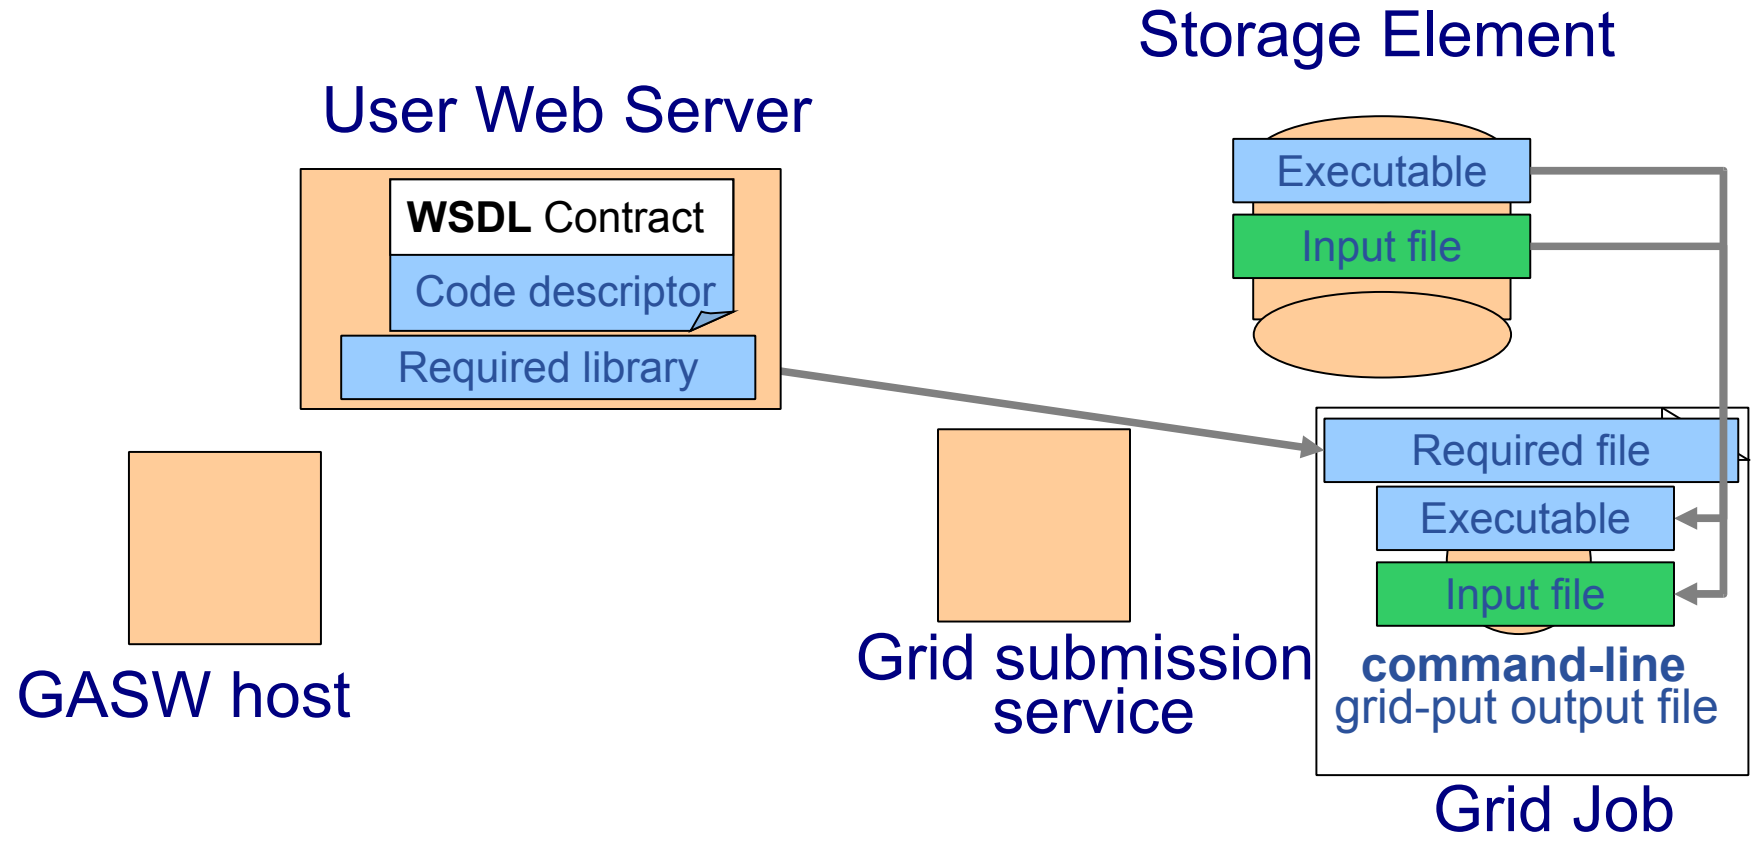 Storage Element
User Web Server
Executable
WSDL Contract
Input file
Code descriptor
Required library
Required file
Executable
Input file
command-line
grid-put output file
GASW host
Grid submission
service
Grid Job